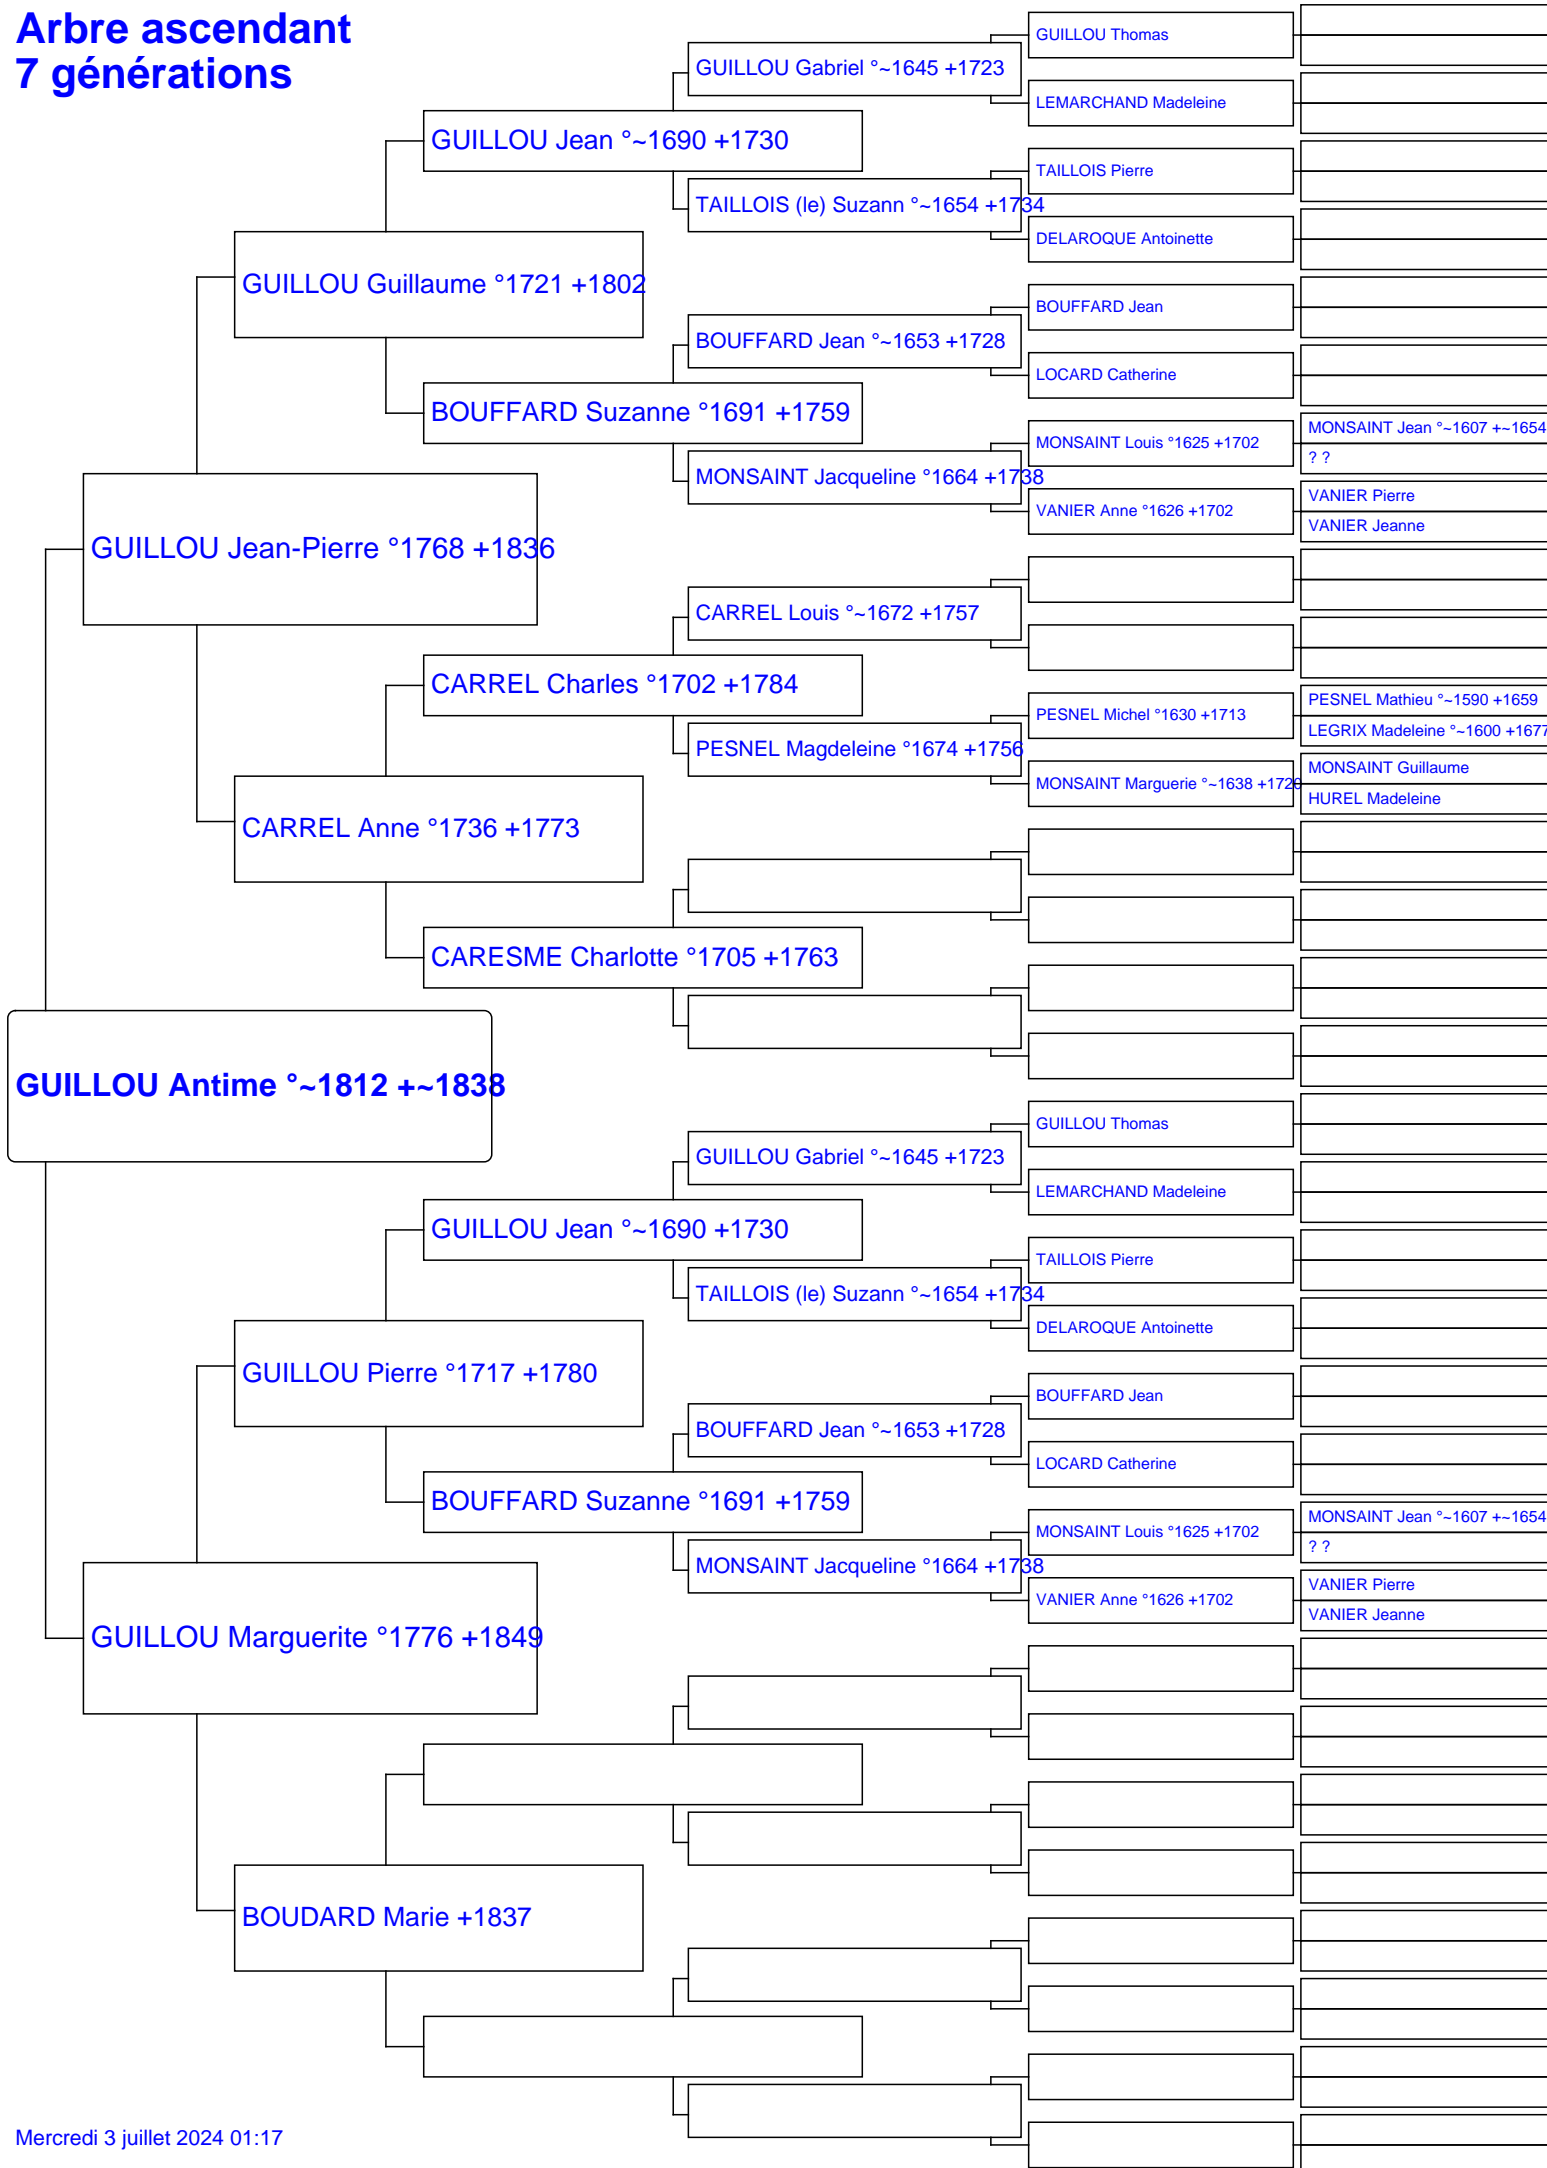 Arbre ascendant
7 générations
GUILLOU Thomas
GUILLOU Gabriel °~1645 +1723
LEMARCHAND Madeleine
GUILLOU Jean °~1690 +1730
TAILLOIS Pierre
TAILLOIS (le) Suzann °~1654 +1734
DELAROQUE Antoinette
GUILLOU Guillaume °1721 +1802
BOUFFARD Jean
BOUFFARD Jean °~1653 +1728
LOCARD Catherine
BOUFFARD Suzanne °1691 +1759
MONSAINT Jean °~1607 +~1654
MONSAINT Louis °1625 +1702
? ?
MONSAINT Jacqueline °1664 +1738
VANIER Pierre
VANIER Anne °1626 +1702
VANIER Jeanne
GUILLOU Jean-Pierre °1768 +1836
CARREL Louis °~1672 +1757
CARREL Charles °1702 +1784
PESNEL Mathieu °~1590 +1659
PESNEL Michel °1630 +1713
LEGRIX Madeleine °~1600 +1677
PESNEL Magdeleine °1674 +1756
MONSAINT Guillaume
MONSAINT Marguerie °~1638 +1720
HUREL Madeleine
CARREL Anne °1736 +1773
CARESME Charlotte °1705 +1763
GUILLOU Antime °~1812 +~1838
GUILLOU Thomas
GUILLOU Gabriel °~1645 +1723
LEMARCHAND Madeleine
GUILLOU Jean °~1690 +1730
TAILLOIS Pierre
TAILLOIS (le) Suzann °~1654 +1734
DELAROQUE Antoinette
GUILLOU Pierre °1717 +1780
BOUFFARD Jean
BOUFFARD Jean °~1653 +1728
LOCARD Catherine
BOUFFARD Suzanne °1691 +1759
MONSAINT Jean °~1607 +~1654
MONSAINT Louis °1625 +1702
? ?
MONSAINT Jacqueline °1664 +1738
VANIER Pierre
VANIER Anne °1626 +1702
VANIER Jeanne
GUILLOU Marguerite °1776 +1849
BOUDARD Marie +1837
Mercredi 3 juillet 2024 01:17